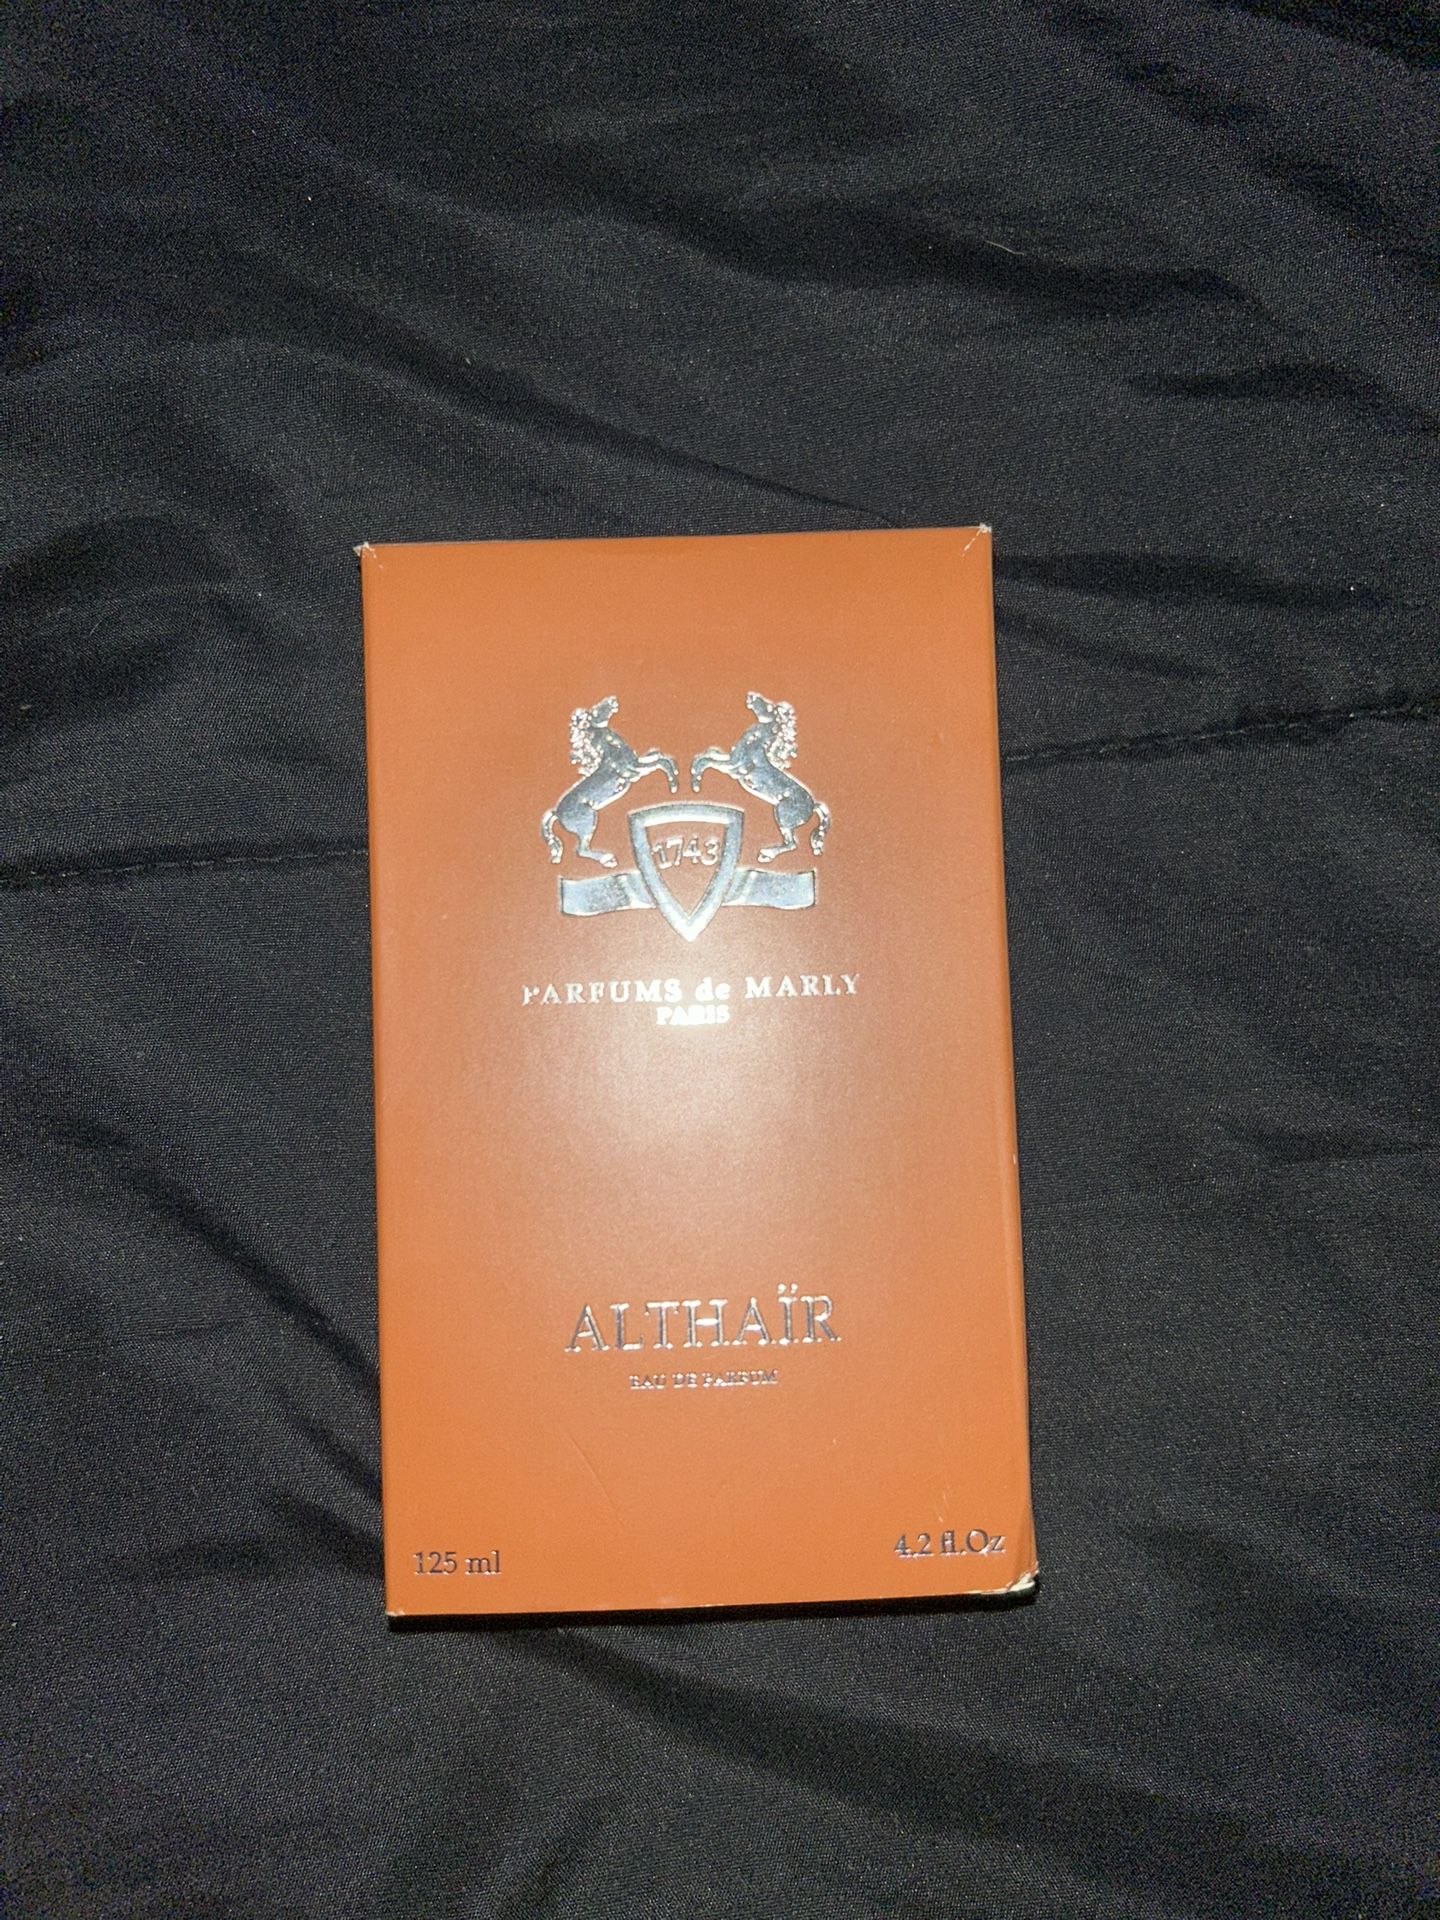 1743
PARFUMS de MARLY
PARIS
ALTHAÏR
EAU DE PARFUM
125 ml
4.2 fl.Oz